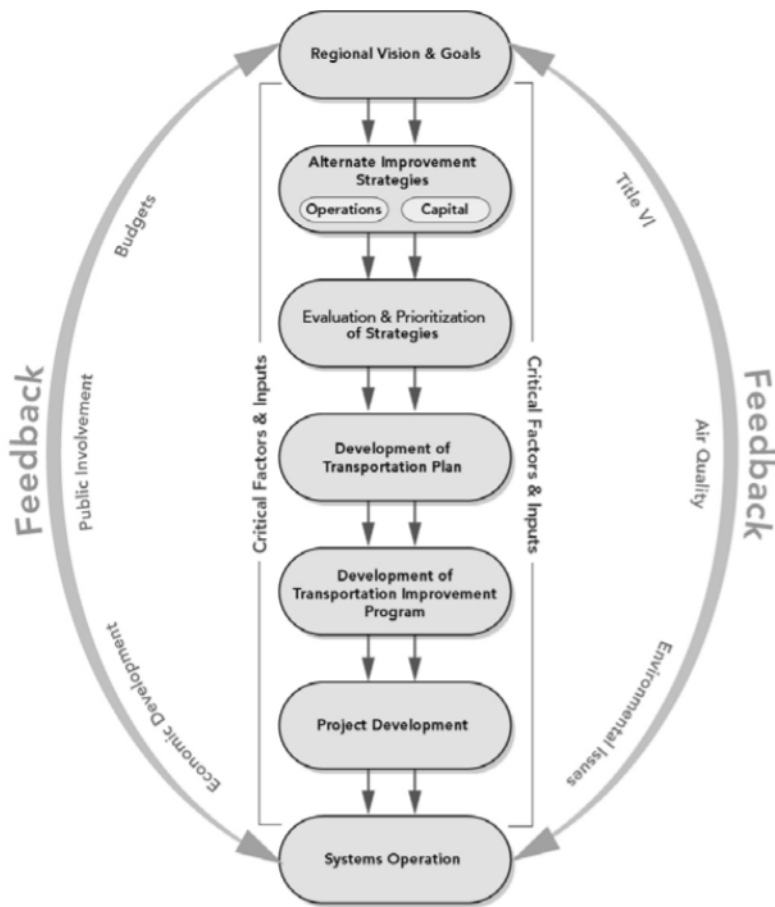 Regional Vision & Goals
Alternate Improvement
Strategies
Operations
Capital
Evaluation & Prioritization
of Strategies
Development of
Transportation Plan
Development of
Transportation Improvement
Program
Project Development
Systems Operation
Critical Factors & Inputs
Critical Factors & Inputs
Feedback
Budgets
Public Involvement
Economic Development
Feedback
Title VI
Air Quality
Environmental Issues